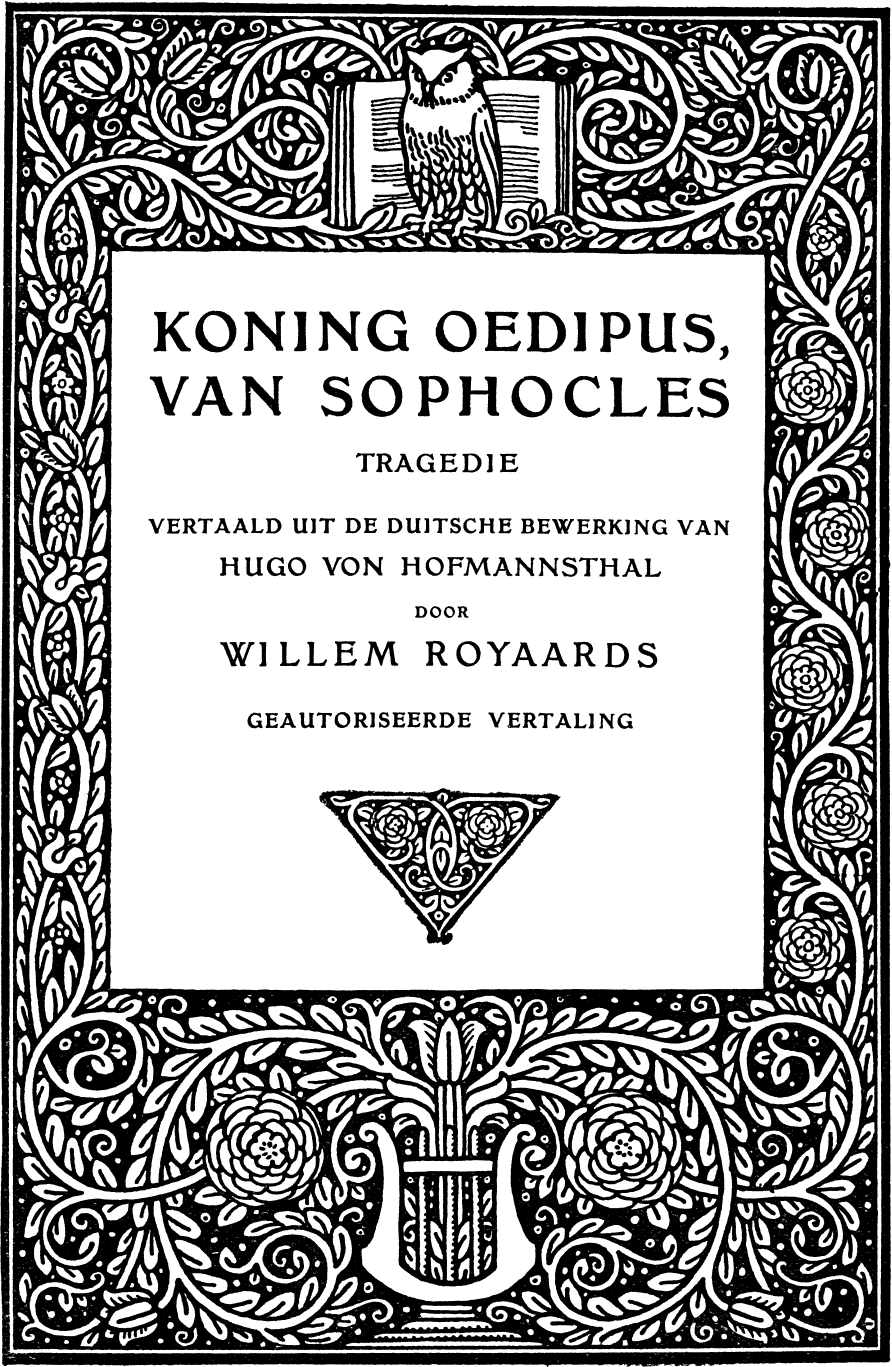 KONING OEDIPUS,
VAN SOPHOCLES
TRAGEDIE
VERTAALD UIT DE DUITSCHE BEWERKING VAN
HUGO VON HOFMANNSTHAL
DOOR
WILLEM ROYAARDS
GEAUTORISEERDE VERTALING